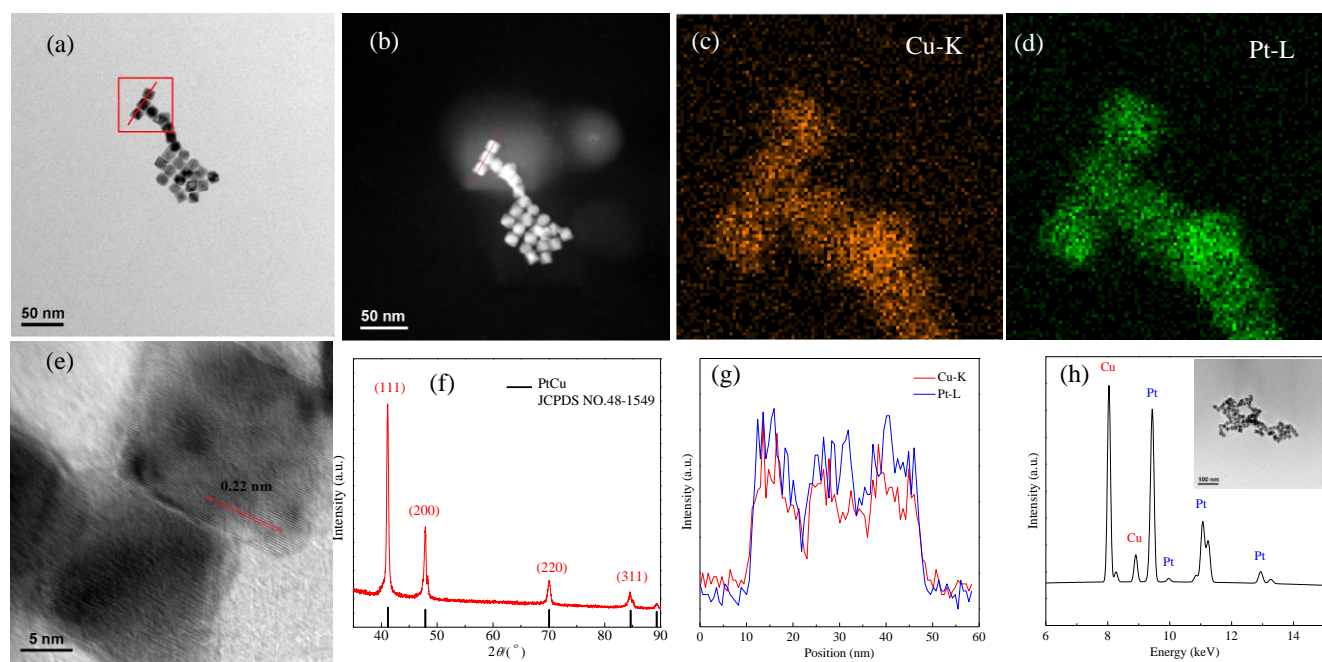 (a)
50 nm
(b)
50 nm
(c)
Cu-K
(d)
Pt-L
(e)
0.22 nm
5 nm
(f)
PtCu
JCPDS NO.48-1549
(111)
(200)
(220)
(311)
Intensity (a.u.)
40 50 60 70 80 90
2θ/(°)
(g)
Cu-K
Pt-L
Intensity (a.u.)
0 10 20 30 40 50 60
Position (nm)
(h)
Cu
Pt
Cu
Pt
Pt
Pt
100 nm
Intensity (a.u.)
6 8 10 12 14
Energy (keV)